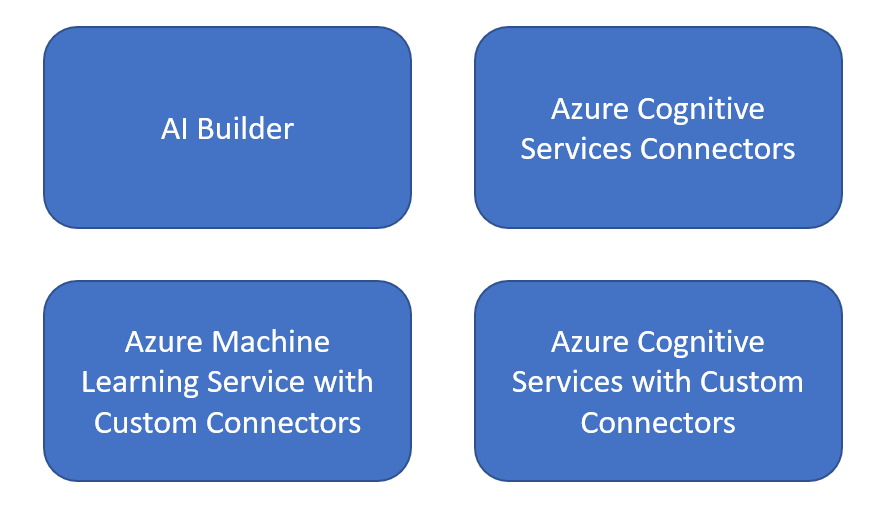 AI Builder
Azure Cognitive
Services Connectors
Azure Machine
Learning Service with
Custom Connectors
Azure Cognitive
Services with Custom
Connectors